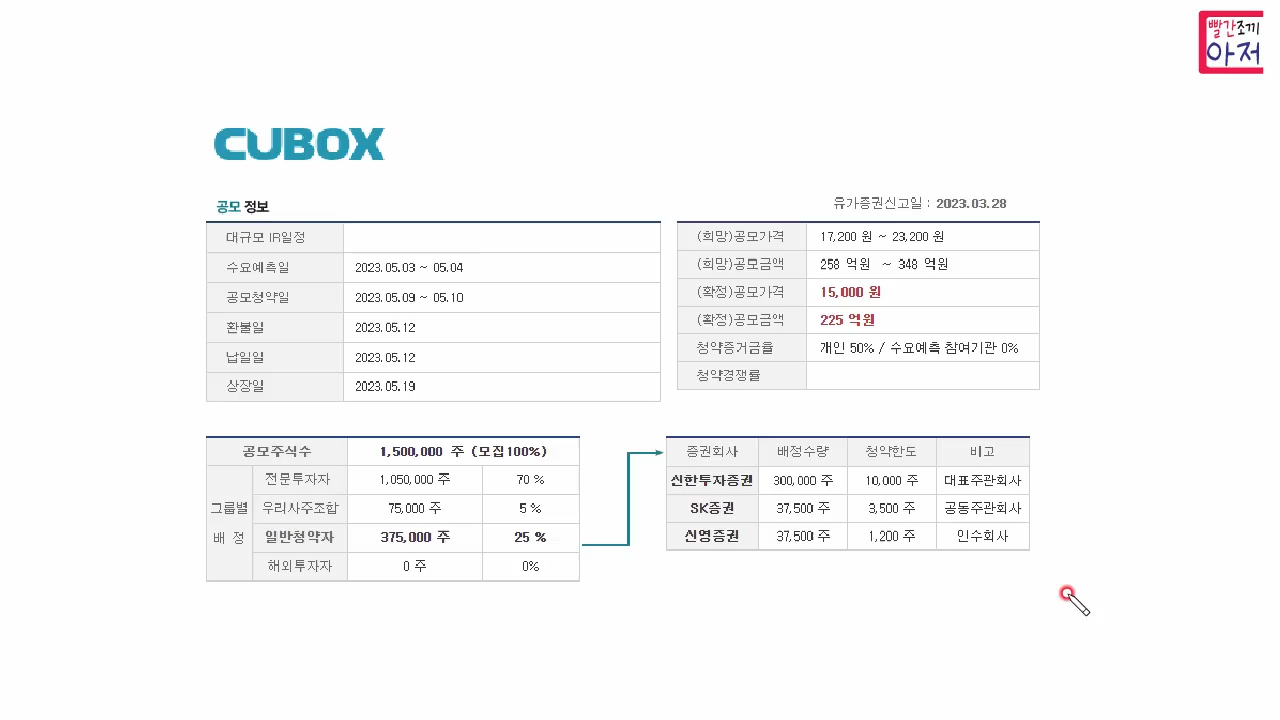 빨간조끼
아저
CUBOX
공모 정보
유가증권신고일 : 2023.03.28
대규모 IR일정
수요예측일 2023.05.03 ~ 05.04
공모청약일 2023.05.09 ~ 05.10
환불일 2023.05.12
납입일 2023.05.12
상장일 2023.05.19
(희망)공모가격 17,200 원 ~ 23,200 원
(희망)공모금액 258 억원 ~ 348 억원
(확정)공모가격 15,000 원
(확정)공모금액 225 억원
청약증거금율 개인 50% / 수요예측 참여기관 0%
청약경쟁률
공모주식수 1,500,000 주 (모집100%)
그룹별
배 정
전문투자자 1,050,000 주 70 %
우리사주조합 75,000 주 5 %
일반청약자 375,000 주 25 %
해외투자자 0 주 0%
증권회사 배정수량 청약한도 비고
신한투자증권 300,000 주 10,000 주 대표주관회사
SK증권 37,500 주 3,500 주 공동주관회사
신영증권 37,500 주 1,200 주 인수회사